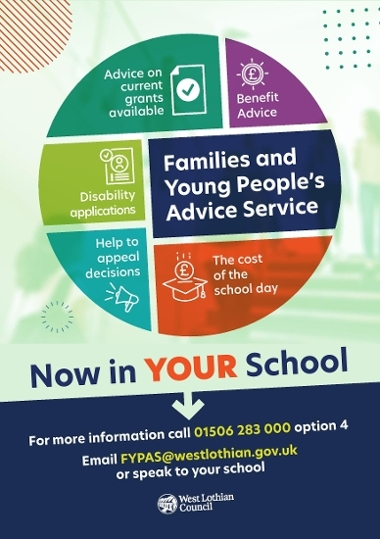 Advice on
current
grants
available
£
Benefit
Advice
Disability
applications
Families and
Young People's
Advice Service
Help to
appeal
decisions
£
The cost
of the
school day
Now in YOUR School
For more information call 01506 283 000 option 4
Email FYPAS@westlothian.gov.uk
or speak to your school
West Lothian
Council